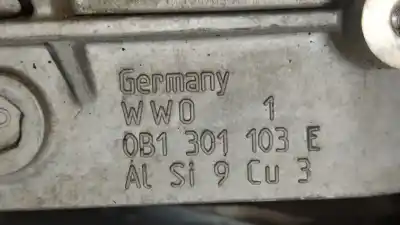 Germany
WWO 1
0B1 301 103 E
Al Si 9 Cu 3